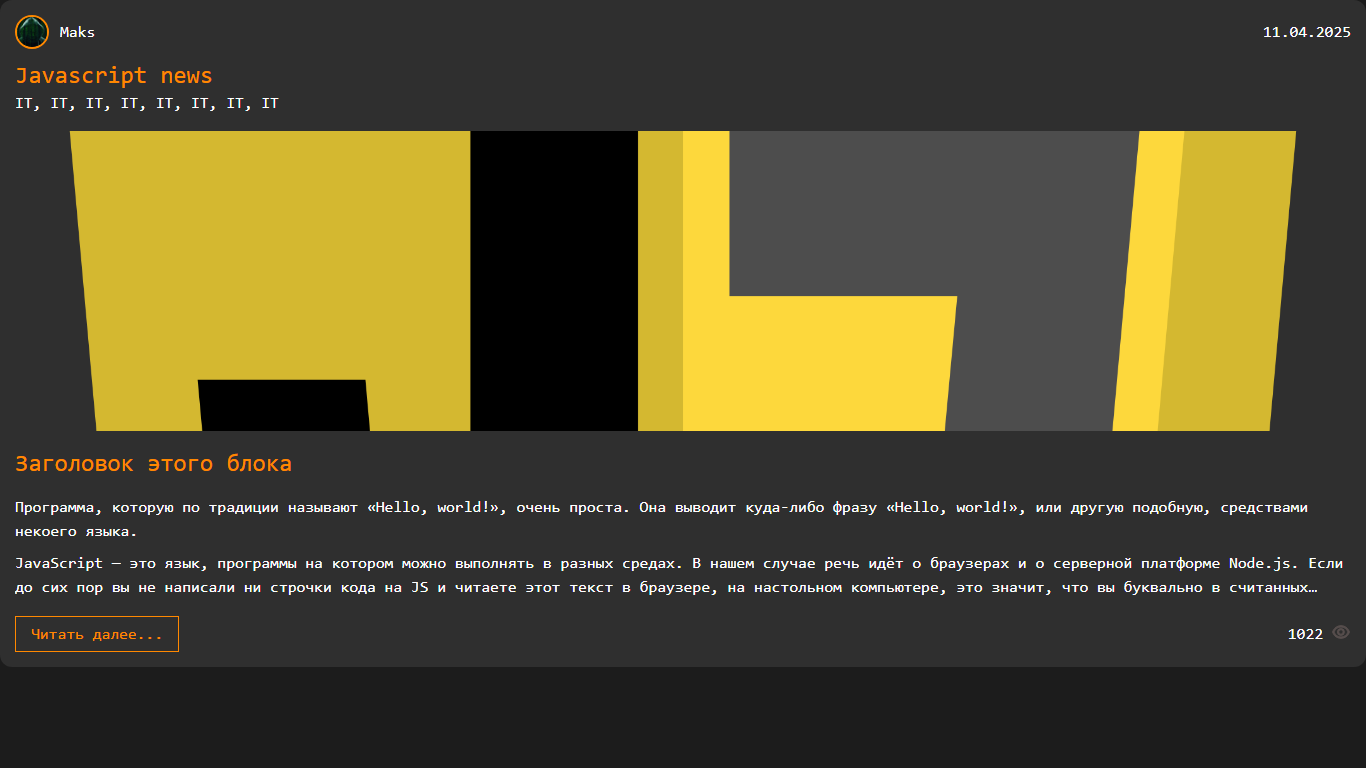 Maks
11.04.2025
Javascript news
IT, IT, IT, IT, IT, IT, IT, IT
Заголовок этого блока
Программа, которую по традиции называют «Hello, world!», очень проста. Она выводит куда-либо фразу «Hello, world!», или другую подобную, средствами
некоего языка.
JavaScript — это язык, программы на котором можно выполнять в разных средах. В нашем случае речь идёт о браузерах и о серверной платформе Node.js. Если
до сих пор вы не написали ни строчки кода на JS и читаете этот текст в браузере, на настольном компьютере, это значит, что вы буквально в считанных…
Читать далее...
1022